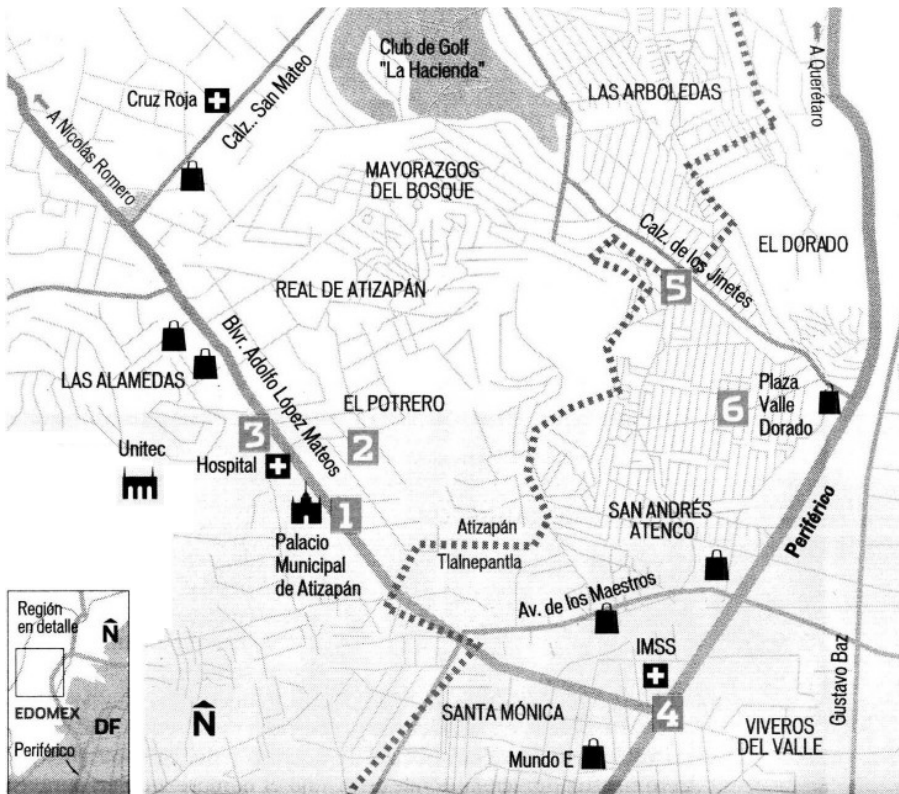 Club de Golf
"La Hacienda"
A Querétaro
Cruz Roja
Calz.. San Mateo
LAS ARBOLEDAS
A Nicolás Romero
MAYORAZGOS
DEL BOSQUE
Calz. de los Jinetes
EL DORADO
REAL DE ATIZAPÁN
5
Blvr. Adolfo López Mateos
LAS ALAMEDAS
EL POTRERO
6
Plaza
Valle
Dorado
3
2
Unitec
Hospital
1
Palacio
Municipal
de Atizapán
Atizapán
Tlalnepantla
SAN ANDRÉS
ATENCO
Periférico
Av. de los Maestros
Región
en detalle
N
EDOMEX
DF
Periférico
N
IMSS
Gustavo Baz
SANTA MÓNICA
4
VIVEROS
DEL VALLE
Mundo E